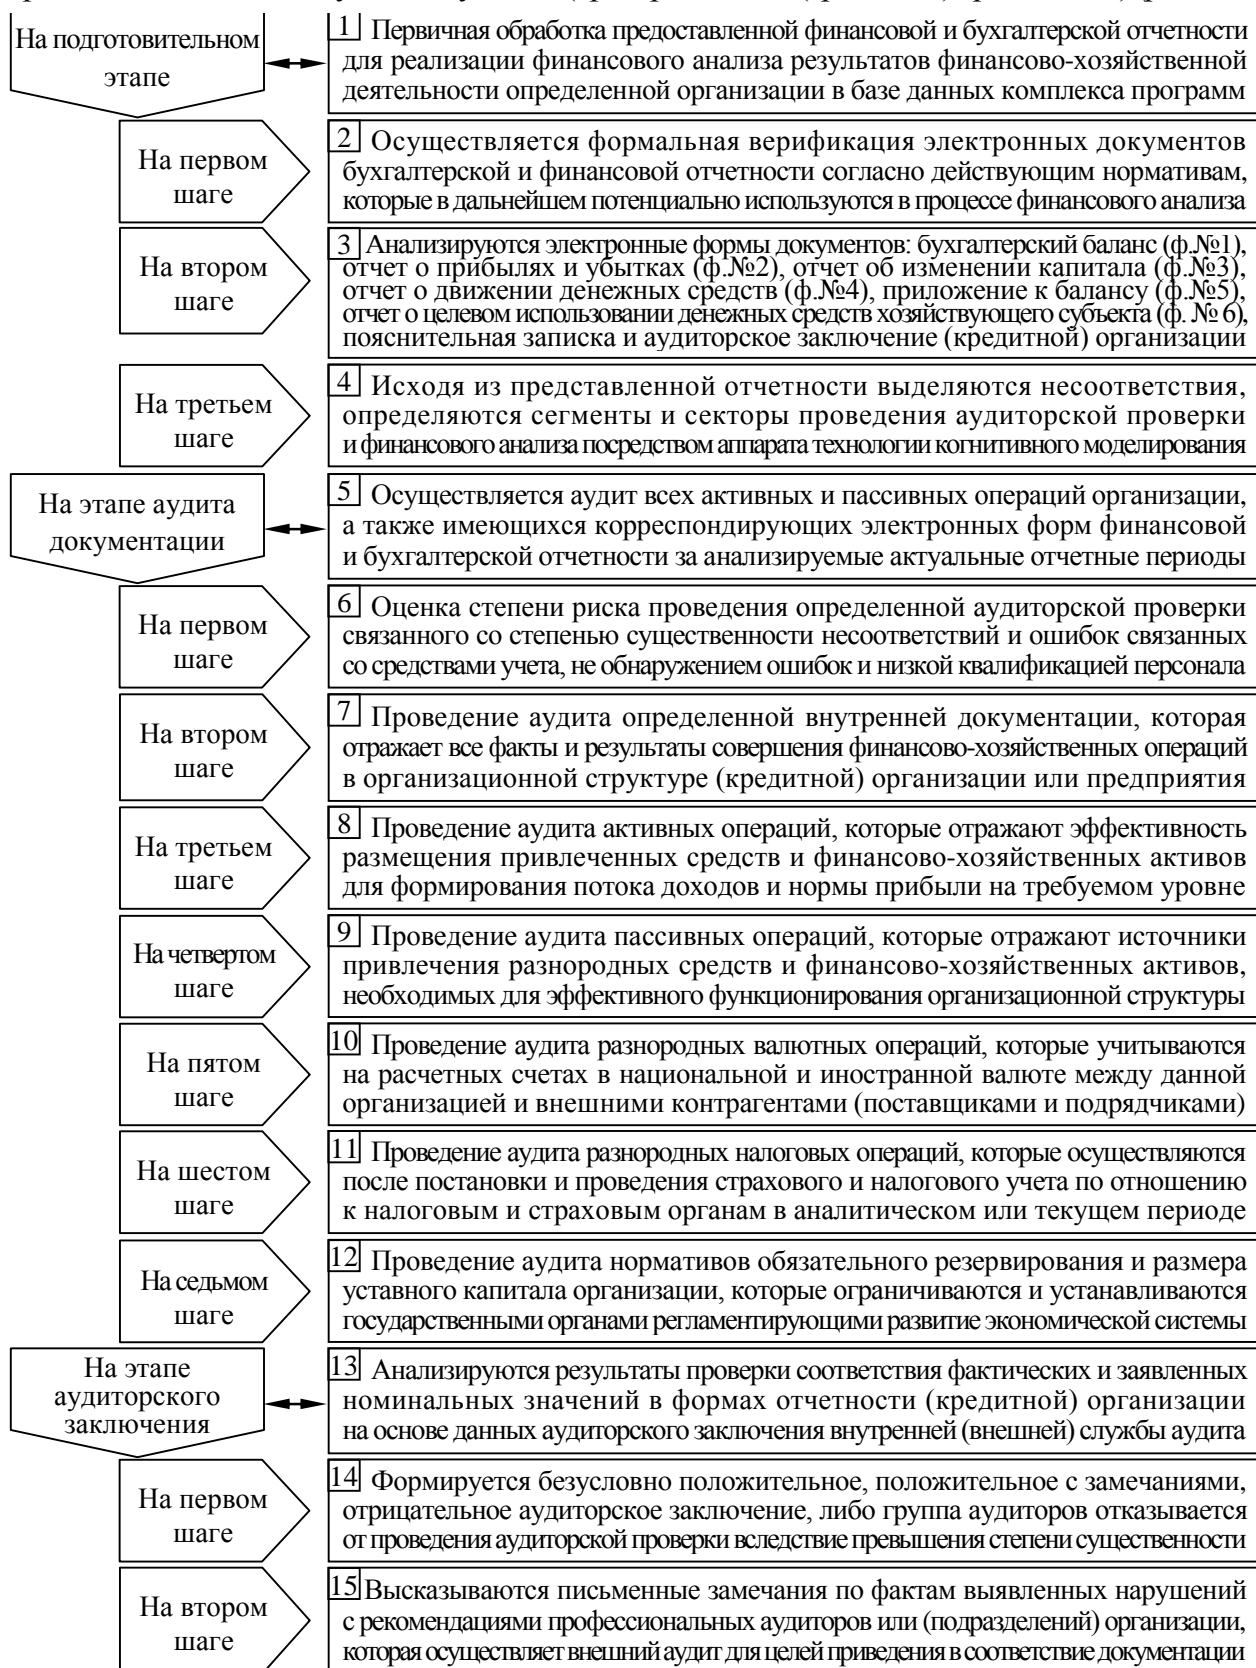 На подготовительном
этапе
1 Первичная обработка предоставленной финансовой и бухгалтерской отчетности
для реализации финансового анализа результатов финансово-хозяйственной
деятельности определенной организации в базе данных комплекса программ
На первом
шаге
2 Осуществляется формальная верификация электронных документов
бухгалтерской и финансовой отчетности согласно действующим нормативам,
которые в дальнейшем потенциально используются в процессе финансового анализа
На втором
шаге
3 Анализируются электронные формы документов: бухгалтерский баланс (ф.№1),
отчет о прибылях и убытках (ф.№2), отчет об изменении капитала (ф.№3),
отчет о движении денежных средств (ф.№4), приложение к балансу (ф.№5),
отчет о целевом использовании денежных средств хозяйствующего субъекта (ф. № 6),
пояснительная записка и аудиторское заключение (кредитной) организации
На третьем
шаге
4 Исходя из представленной отчетности выделяются несоответствия,
определяются сегменты и секторы проведения аудиторской проверки
и финансового анализа посредством аппарата технологии когнитивного моделирования
На этапе аудита
документации
5 Осуществляется аудит всех активных и пассивных операций организации,
а также имеющихся корреспондирующих электронных форм финансовой
и бухгалтерской отчетности за анализируемые актуальные отчетные периоды
На первом
шаге
6 Оценка степени риска проведения определенной аудиторской проверки
связанного со степенью существенности несоответствий и ошибок связанных
со средствами учета, не обнаружением ошибок и низкой квалификацией персонала
На втором
шаге
7 Проведение аудита определенной внутренней документации, которая
отражает все факты и результаты совершения финансово-хозяйственных операций
в организационной структуре (кредитной) организации или предприятия
На третьем
шаге
8 Проведение аудита активных операций, которые отражают эффективность
размещения привлеченных средств и финансово-хозяйственных активов
для формирования потока доходов и нормы прибыли на требуемом уровне
На четвертом
шаге
9 Проведение аудита пассивных операций, которые отражают источники
привлечения разнородных средств и финансово-хозяйственных активов,
необходимых для эффективного функционирования организационной структуры
На пятом
шаге
10 Проведение аудита разнородных валютных операций, которые учитываются
на расчетных счетах в национальной и иностранной валюте между данной
организацией и внешними контрагентами (поставщиками и подрядчиками)
На шестом
шаге
11 Проведение аудита разнородных налоговых операций, которые осуществляются
после постановки и проведения страхового и налогового учета по отношению
к налоговым и страховым органам в аналитическом или текущем периоде
На седьмом
шаге
12 Проведение аудита нормативов обязательного резервирования и размера
уставного капитала организации, которые ограничиваются и устанавливаются
государственными органами регламентирующими развитие экономической системы
На этапе
аудиторского
заключения
13 Анализируются результаты проверки соответствия фактических и заявленных
номинальных значений в формах отчетности (кредитной) организации
на основе данных аудиторского заключения внутренней (внешней) службы аудита
На первом
шаге
14 Формируется безусловно положительное, положительное с замечаниями,
отрицательное аудиторское заключение, либо группа аудиторов отказывается
от проведения аудиторской проверки вследствие превышения степени существенности
На втором
шаге
15 Высказываются письменные замечания по фактам выявленных нарушений
с рекомендациями профессиональных аудиторов или (подразделений) организации,
которая осуществляет внешний аудит для целей приведения в соответствие документации